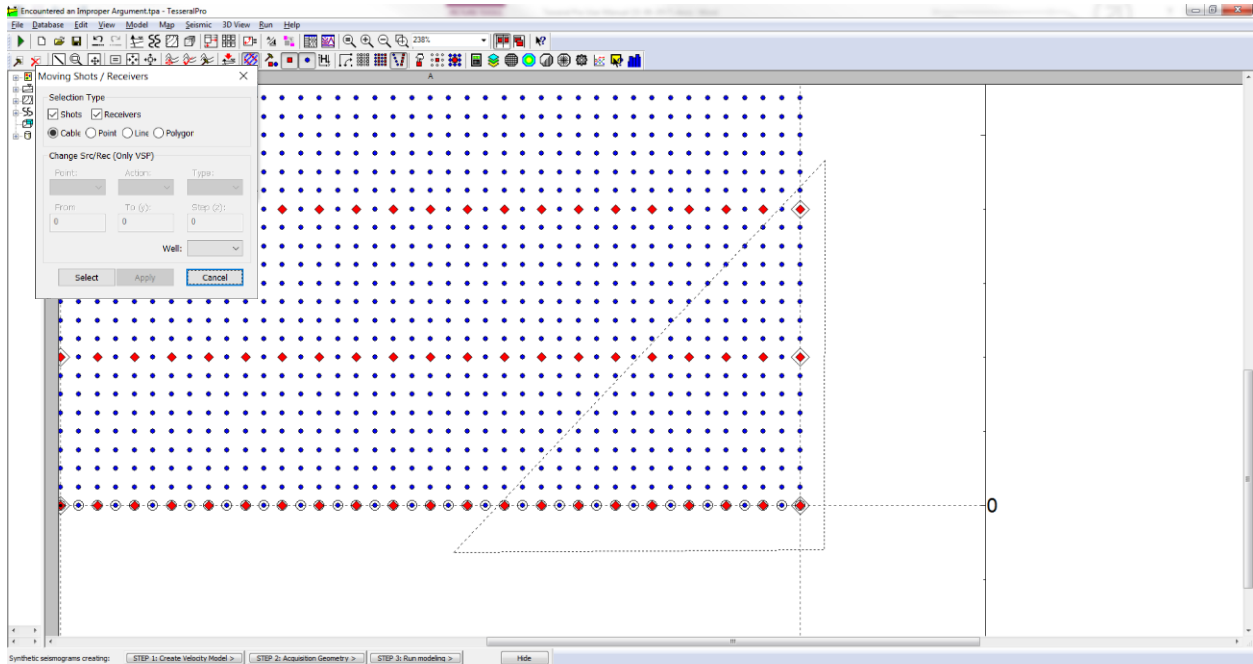 Encountered an Improper Argument.tpa - TesseralPro
File Database Edit View Model Map Seismic 3D View Run Help
238%
A
Moving Shots / Receivers
Selection Type
Shots Receivers
Cable Point Line Polygor
Change Src/Rec (Only VSP)
Point: Action: Type:
From To (y): Step (z):
0 0 0
Well:
Select Apply Cancel
0
Synthetic seismograms creating: STEP 1: Create Velocity Model > STEP 2: Acquisition Geometry > STEP 3: Run modeling > Hide